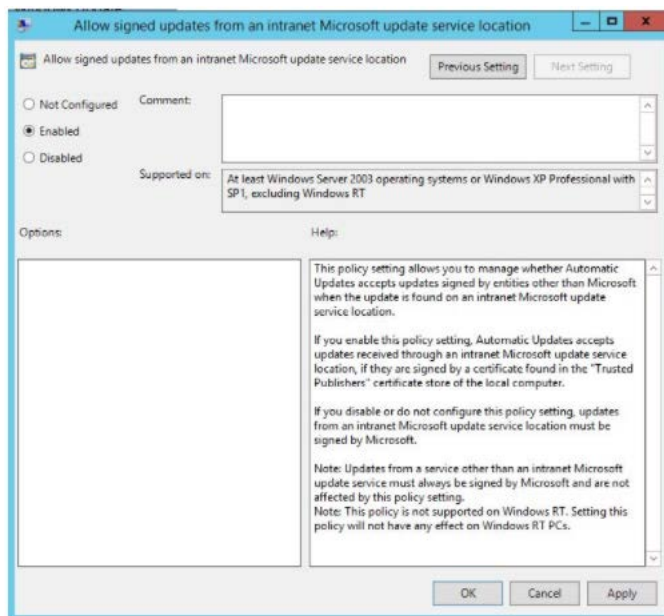 Allow signed updates from an intranet Microsoft update service location
Allow signed updates from an intranet Microsoft update service location
Previous Setting
Next Setting
Not Configured
Enabled
Disabled
Comment:
Supported on:
At least Windows Server 2003 operating systems or Windows XP Professional with
SP1, excluding Windows RT
Options:
Help:
This policy setting allows you to manage whether Automatic
Updates accepts updates signed by entities other than Microsoft
when the update is found on an intranet Microsoft update
service location.
If you enable this policy setting, Automatic Updates accepts
updates received through an intranet Microsoft update service
location, if they are signed by a certificate found in the "Trusted
Publishers" certificate store of the local computer.
If you disable or do not configure this policy setting, updates
from an intranet Microsoft update service location must be
signed by Microsoft.
Note: Updates from a service other than an intranet Microsoft
update service must always be signed by Microsoft and are not
affected by this policy setting.
Note: This policy is not supported on Windows RT. Setting this
policy will not have any effect on Windows RT PCs.
OK
Cancel
Apply